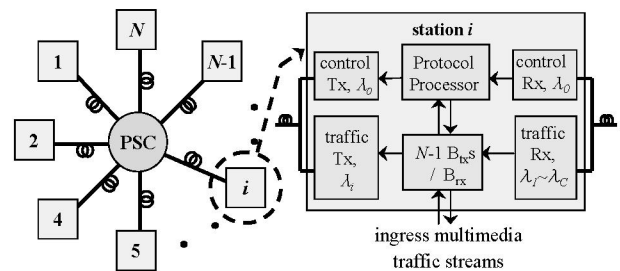 N
1
N-1
PSC
2
i
4
5
station i
control
Tx, λ0
Protocol
Processor
control
Rx, λ0
traffic
Tx,
λi
N-1 Btxs
/ Brx
traffic
Rx,
λ1~λC
ingress multimedia
traffic streams